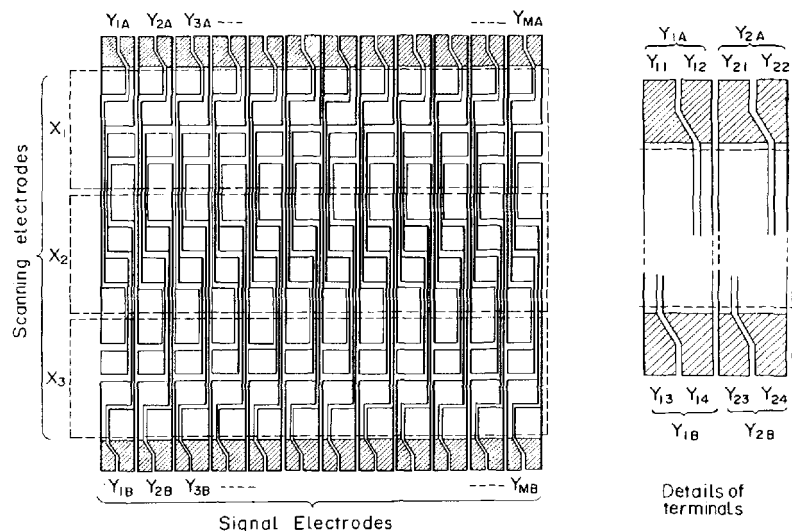 Y1A Y2A Y3A ---- ---- YMA
Scanning electrodes
X1
X2
X3
Y1B Y2B Y3B ---- ---- YMB
Signal Electrodes
Y1A Y2A
Y11 Y12 Y21 Y22
Y13 Y14 Y23 Y24
Y1B Y2B
Details of
terminals